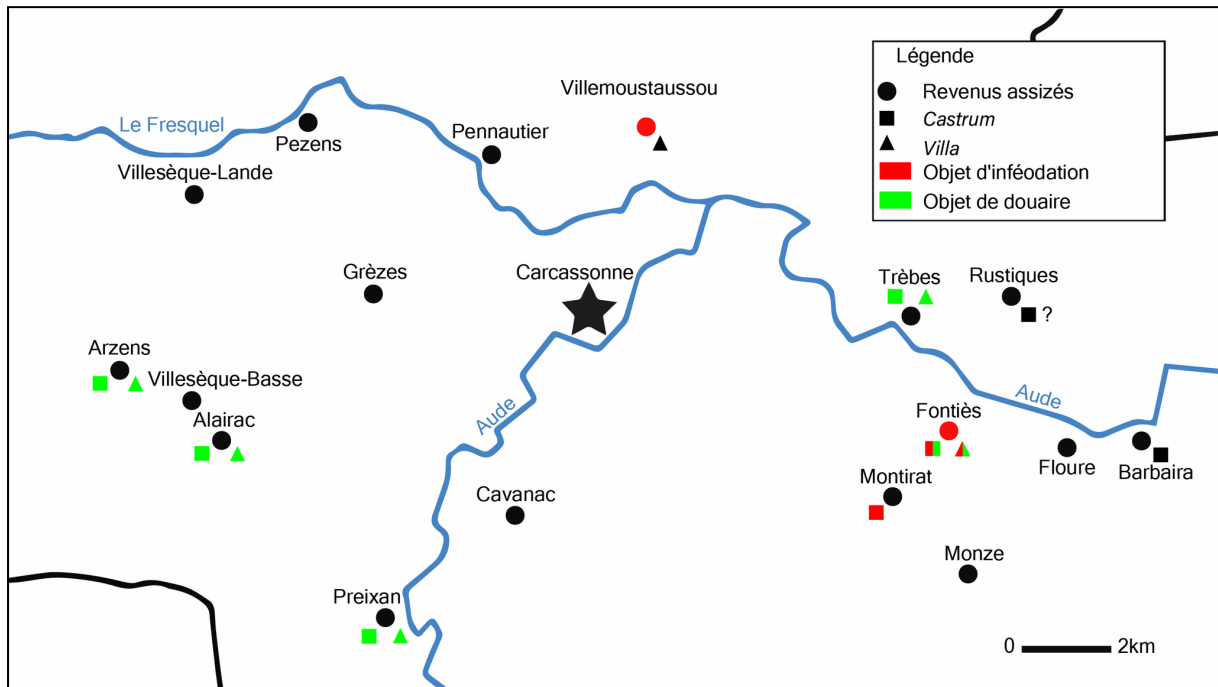 Légende
Revenus assizés
Castrum
Villa
Objet d'inféodation
Objet de douaire
Villemoustaussou
Le Fresquel
Pezens
Pennautier
Villesèque-Lande
Grèzes
Carcassonne
Trèbes
Rustiques
?
Arzens
Villesèque-Basse
Alairac
Aude
Aude
Fontiès
Floure
Barbaira
Montirat
Cavanac
Monze
Preixan
0 2km